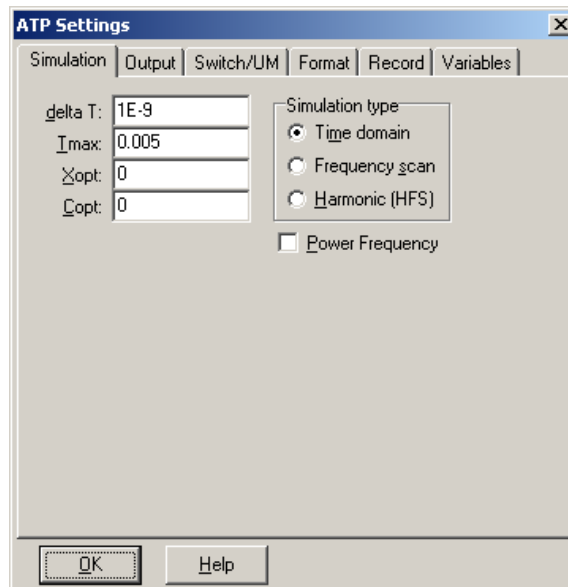 ATP Settings
Simulation Output Switch/UM Format Record Variables
delta T: 1E-9
Tmax: 0.005
Xopt: 0
Copt: 0
Simulation type
Time domain
Frequency scan
Harmonic (HFS)
Power Frequency
OK Help